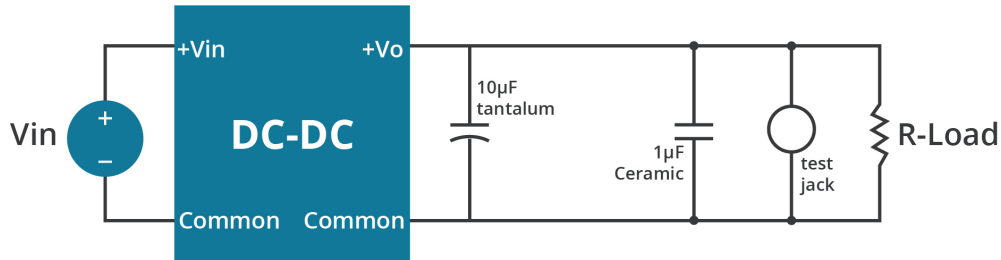 +Vin
+Vo
10µF
tantalum
Vin
+
−
DC-DC
1µF
Ceramic
test
jack
R-Load
Common
Common